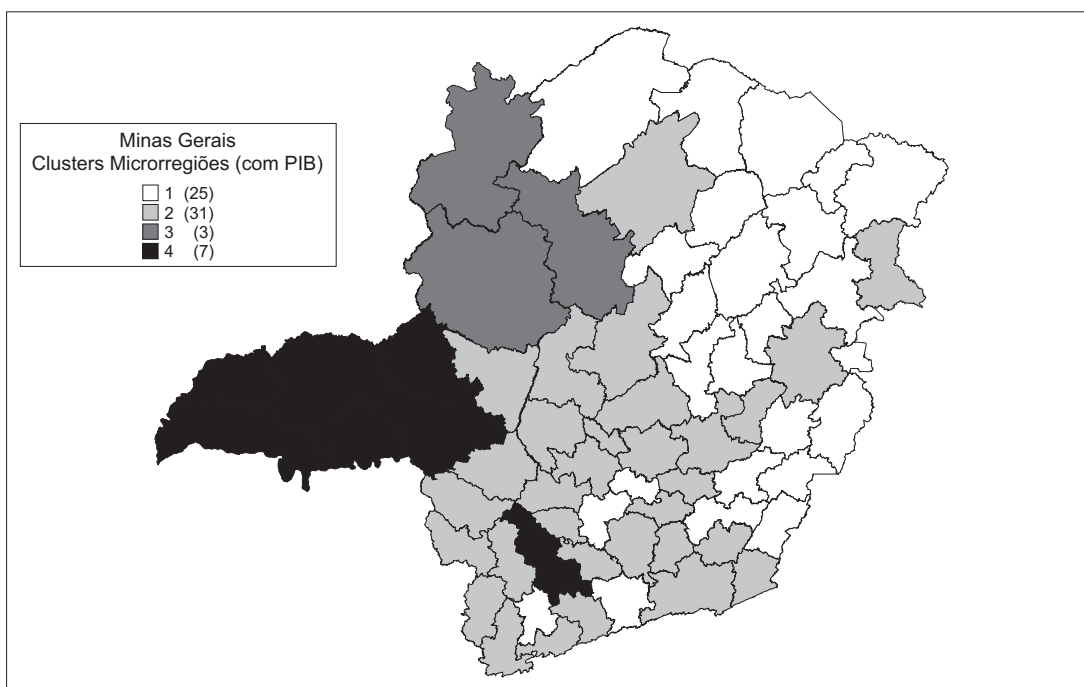 Minas Gerais
Clusters Microrregiões (com PIB)
1 (25)
2 (31)
3 (3)
4 (7)